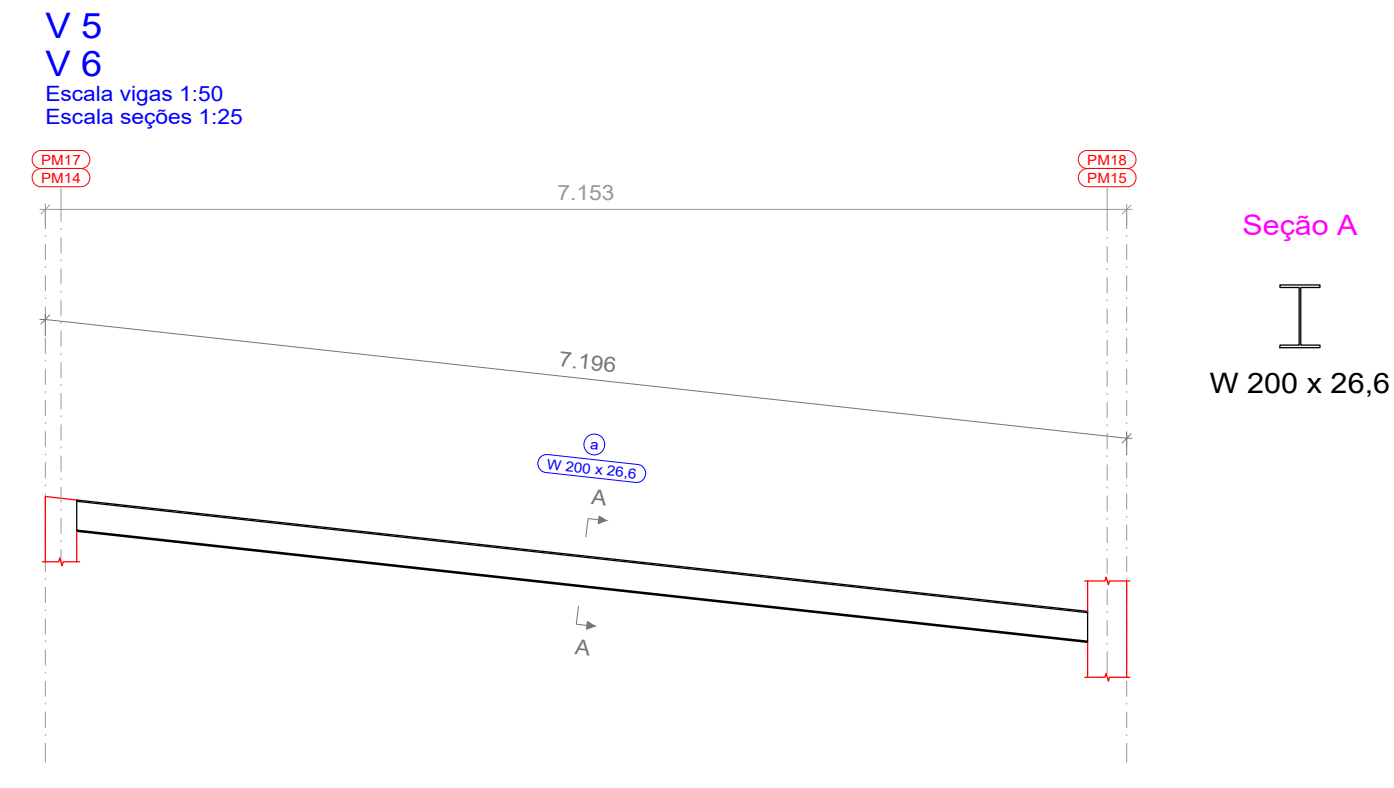 V 5
V 6
Escala vigas 1:50
Escala seções 1:25
PM17
PM14
PM18
PM15
7.153
Seção A
7.196
W 200 x 26,6
a
W 200 x 26,6
A
A